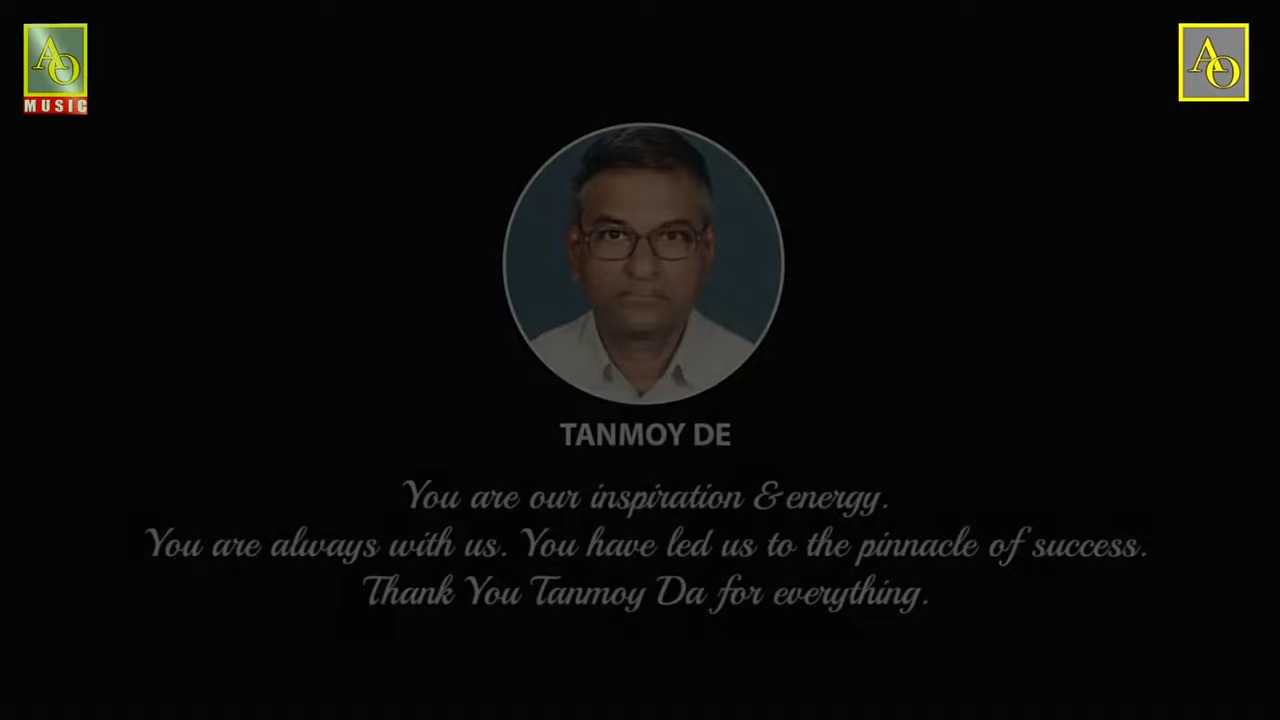 AO
MUSIC
AO
TANMOY DE
You are our inspiration & energy.
You are always with us. You have led us to the pinnacle of success.
Thank You Tanmoy Da for everything.